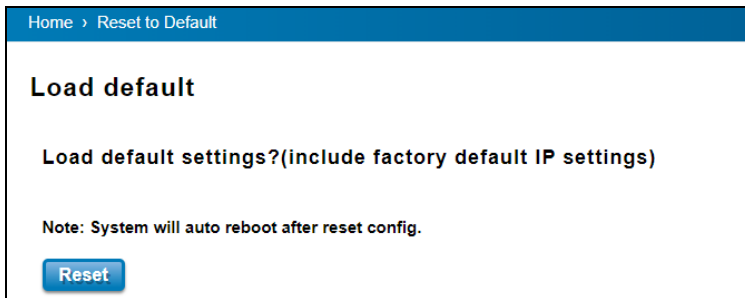 Home › Reset to Default
Load default
Load default settings?(include factory default IP settings)
Note: System will auto reboot after reset config.
Reset